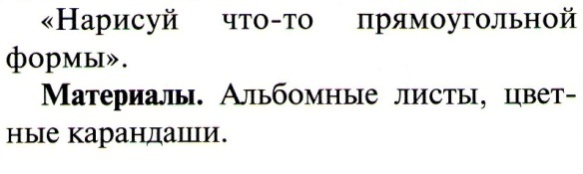 «Нарисуй что-то прямоугольной
формы».
Материалы. Альбомные листы, цвет-
ные карандаши.